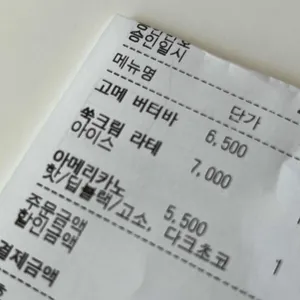 승인일시
메뉴명 단가
고메 버터바 6,500
쑥크림 라떼 7,000
아이스
아메리카노 5,500
핫/딥블랙/고소, 다크초코 1
주문금액
할인금액
결제금액